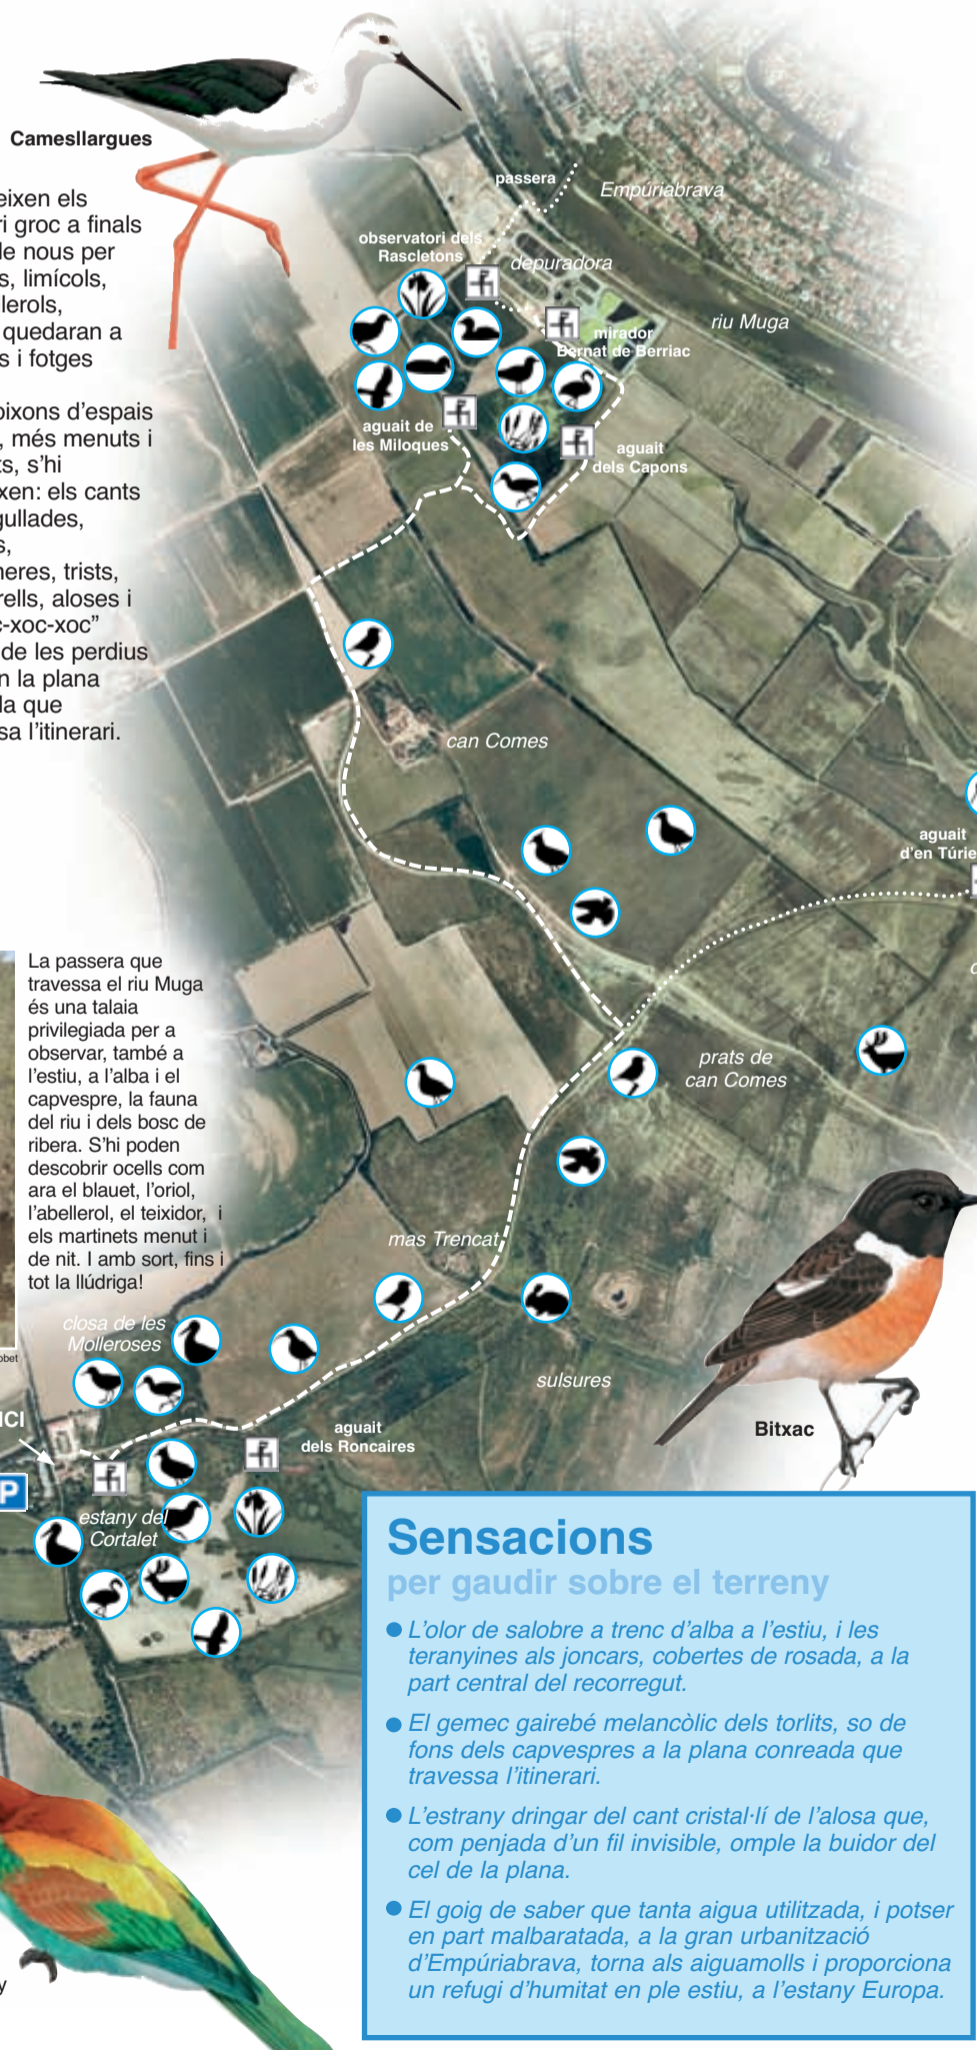 Camesllargues
eixen els
ri groc a finals
de nous per
s, limícols,
lerols,
quedaran a
s i fotges
oixons d'espais
, més menuts i
ts, s'hi
xen: els cants
gullades,
s,
neres, trists,
rells, aloses i
c-xoc-xoc”
de les perdius
n la plana
da que
sa l'itinerari.
passera
Empúriabrava
observatori dels
Rascletons
depuradora
riu Muga
mirador
Bernat de Berriac
aguait de
les Miloques
aguait
dels Capons
can Comes
aguait
d'en Túrie
prats de
can Comes
La passera que
travessa el riu Muga
és una talaia
privilegiada per a
observar, també a
l'estiu, a l'alba i el
capvespre, la fauna
del riu i dels bosc de
ribera. S'hi poden
descobrir ocells com
ara el blauet, l'oriol,
l'abellerol, el teixidor, i
els martinets menut i
de nit. I amb sort, fins i
tot la llúdriga!
obet
mas Trencat
closa de les
Molleroses
sulsures
Bitxac
ICI
P
aguait
dels Roncaires
estany del
Cortalet
y
Sensacions
per gaudir sobre el terreny
● L'olor de salobre a trenc d'alba a l'estiu, i les
teranyines als joncars, cobertes de rosada, a la
part central del recorregut.
● El gemec gairebé melancòlic dels torlits, so de
fons dels capvespres a la plana conreada que
travessa l'itinerari.
● L'estrany dringar del cant cristal·lí de l'alosa que,
com penjada d'un fil invisible, omple la buidor del
cel de la plana.
● El goig de saber que tanta aigua utilitzada, i potser
en part malbaratada, a la gran urbanització
d'Empúriabrava, torna als aiguamolls i proporciona
un refugi d'humitat en ple estiu, a l'estany Europa.